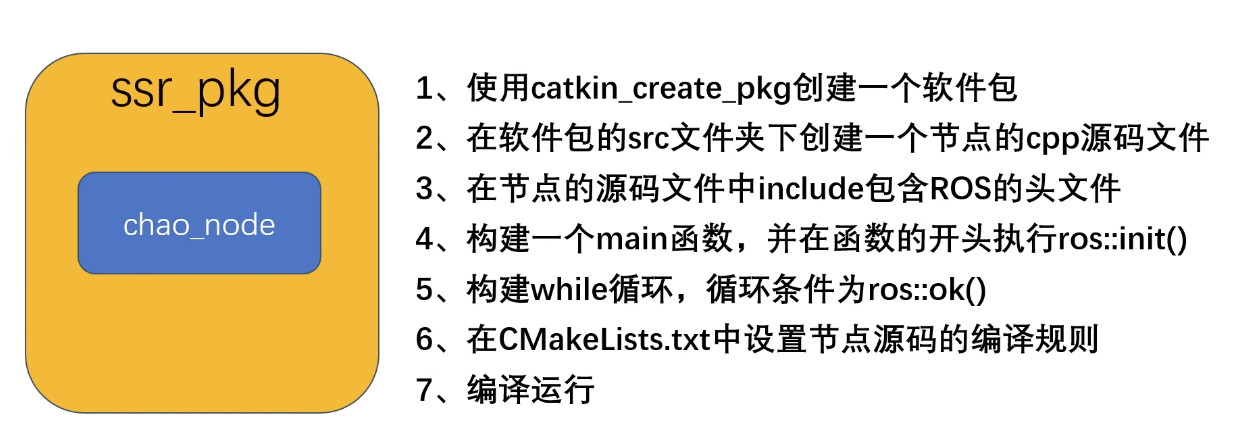 ssr_pkg
chao_node
1、使用catkin_create_pkg创建一个软件包
2、在软件包的src文件夹下创建一个节点的cpp源码文件
3、在节点的源码文件中include包含ROS的头文件
4、构建一个main函数，并在函数的开头执行ros::init()
5、构建while循环，循环条件为ros::ok()
6、在CMakeLists.txt中设置节点源码的编译规则
7、编译运行